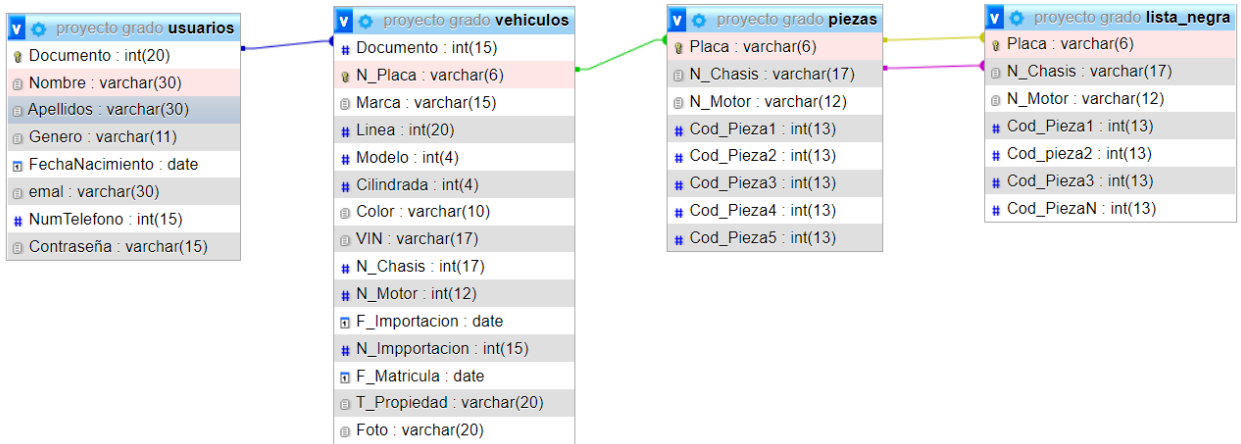 proyecto grado usuarios
Documento : int(20)
Nombre : varchar(30)
Apellidos : varchar(30)
Genero : varchar(11)
FechaNacimiento : date
emal : varchar(30)
NumTelefono : int(15)
Contraseña : varchar(15)
proyecto grado vehiculos
Documento : int(15)
N_Placa : varchar(6)
Marca : varchar(15)
Linea : int(20)
Modelo : int(4)
Cilindrada : int(4)
Color : varchar(10)
VIN : varchar(17)
N_Chasis : int(17)
N_Motor : int(12)
F_Importacion : date
N_Impportacion : int(15)
F_Matricula : date
T_Propiedad : varchar(20)
Foto : varchar(20)
proyecto grado piezas
Placa : varchar(6)
N_Chasis : varchar(17)
N_Motor : varchar(12)
Cod_Pieza1 : int(13)
Cod_Pieza2 : int(13)
Cod_Pieza3 : int(13)
Cod_Pieza4 : int(13)
Cod_Pieza5 : int(13)
proyecto grado lista_negra
Placa : varchar(6)
N_Chasis : varchar(17)
N_Motor : varchar(12)
Cod_Pieza1 : int(13)
Cod_pieza2 : int(13)
Cod_Pieza3 : int(13)
Cod_PiezaN : int(13)